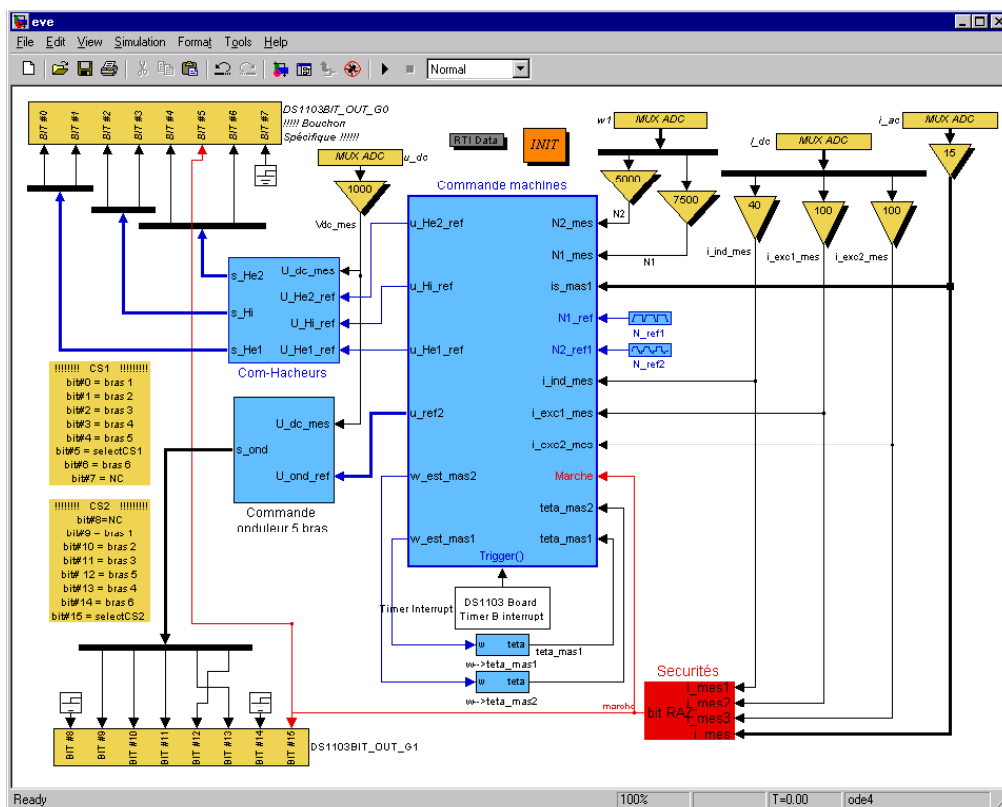 eve
File Edit View Simulation Format Tools Help
Normal
BIT #0
BIT #1
BIT #2
BIT #3
BIT #4
BIT #5
BIT #6
BIT #7
DS1103BIT_OUT_G0
!!!!! Bouchon
Spécifique !!!!!!
MUX ADC
u_dc
1000
Vdc_mes
RTI Data
INIT
w1
MUX ADC
5000
N2
7500
N1
I_dc
MUX ADC
40
i_ind_mes
100
i_exc1_mes
100
i_exc2_mes
i_ac
MUX ADC
15
Commande machines
u_He2_ref
u_Hi_ref
u_He1_ref
u_ref2
w_est_mas2
w_est_mas1
N2_mes
N1_mes
is_mas1
N1_ref
N2_ref1
i_ind_mes
i_exc1_mes
i_exc2_mes
Marche
teta_mas2
teta_mas1
Trigger()
N_ref1
N_ref2
s_He2
s_Hi
s_He1
U_dc_mes
U_He2_ref
U_Hi_ref
U_He1_ref
Com-Hacheurs
s_ond
U_dc_mes
U_ond_ref
Commande
onduleur 5 bras
!!!!!!!! CS1 !!!!!!!!!
bit#0 = bras 1
bit#1 = bras 2
bit#2 = bras 3
bit#3 = bras 4
bit#4 = bras 5
bit#5 = selectCS1
bit#6 = bras 6
bit#7 = NC
!!!!!!!! CS2 !!!!!!!!!
bit#8=NC
bit#9 = bras 1
bit#10 = bras 2
bit#11 = bras 3
bit# 12 = bras 5
bit#13 = bras 4
bit#14 = bras 6
bit#15 = selectCS2
Timer Interrupt
DS1103 Board
Timer B interrupt
w teta
teta_mas1
w-->teta_mas1
w teta
w-->teta_mas2
marche
Securités
bit RAZ
i_mes1
i_mes2
i_mes3
i_mes
BIT #8
BIT #9
BIT #10
BIT #11
BIT #12
BIT #13
BIT #14
BIT #15
DS1103BIT_OUT_G1
Ready 100% T=0.00 ode4